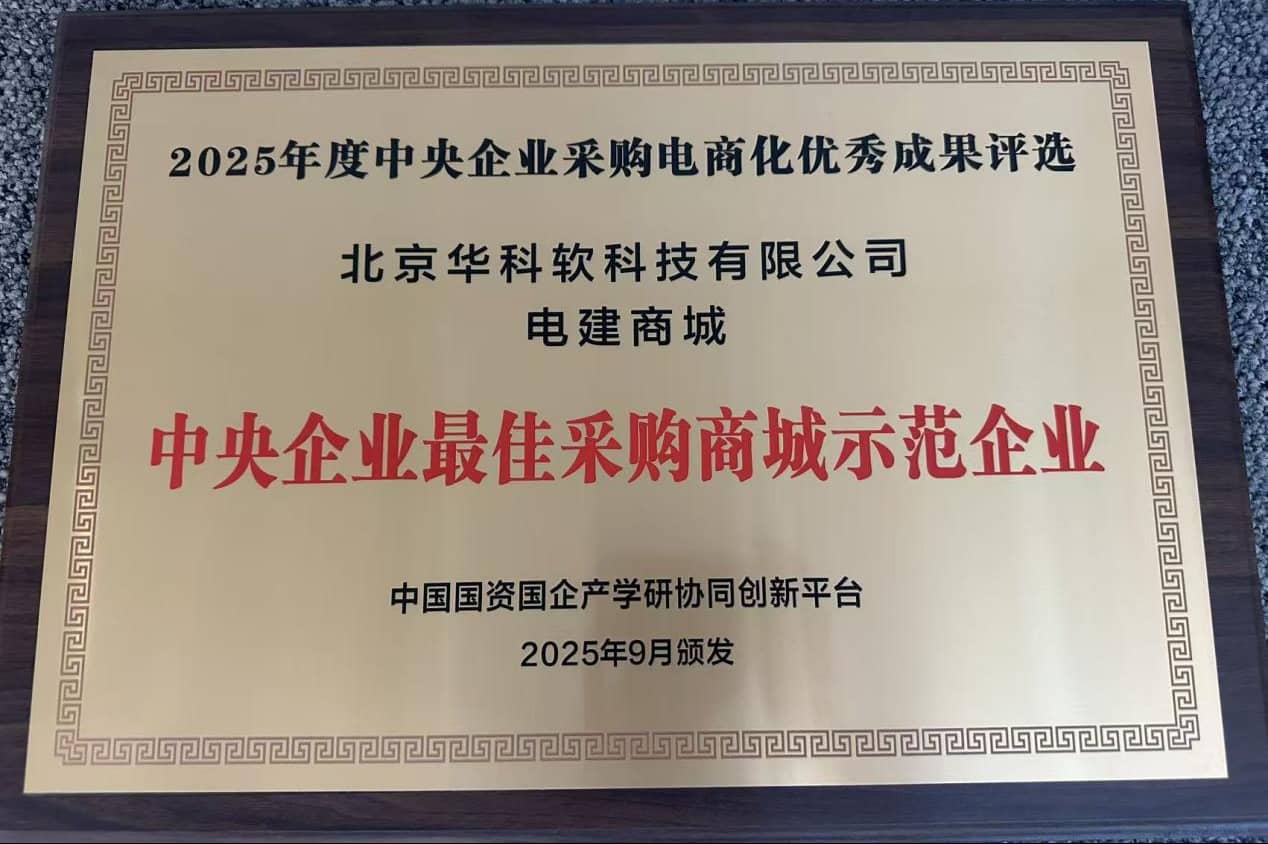 2025年度中央企业采购电商化优秀成果评选
北京华科软科技有限公司
电建商城
中央企业最佳采购商城示范企业
中国国资国企产学研协同创新平台
2025年9月颁发